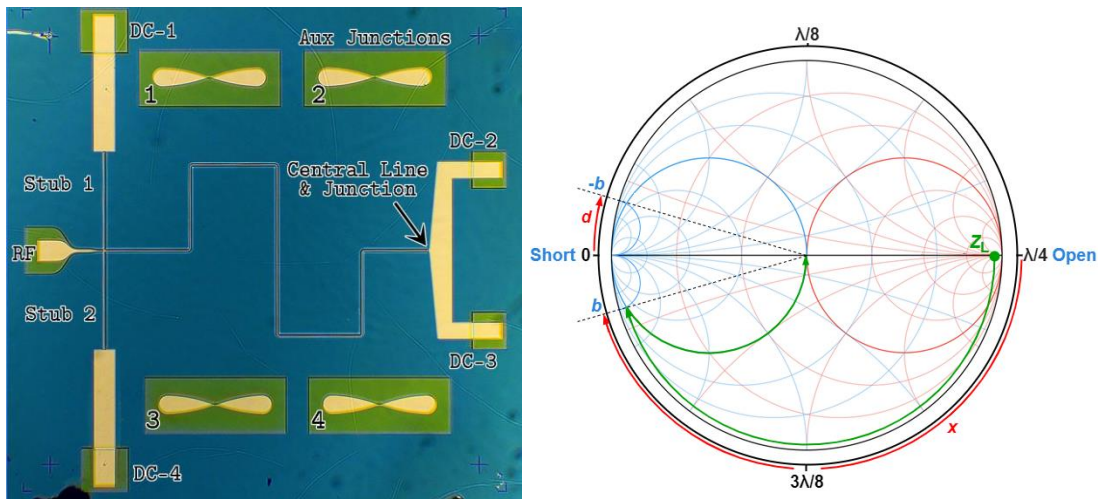 DC-1
Aux Junctions
1
2
DC-2
Central Line
& Junction
Stub 1
RF
Stub 2
DC-3
3
4
DC-4
λ/8
-b
d
Short 0
Z_L
λ/4 Open
b
x
3λ/8